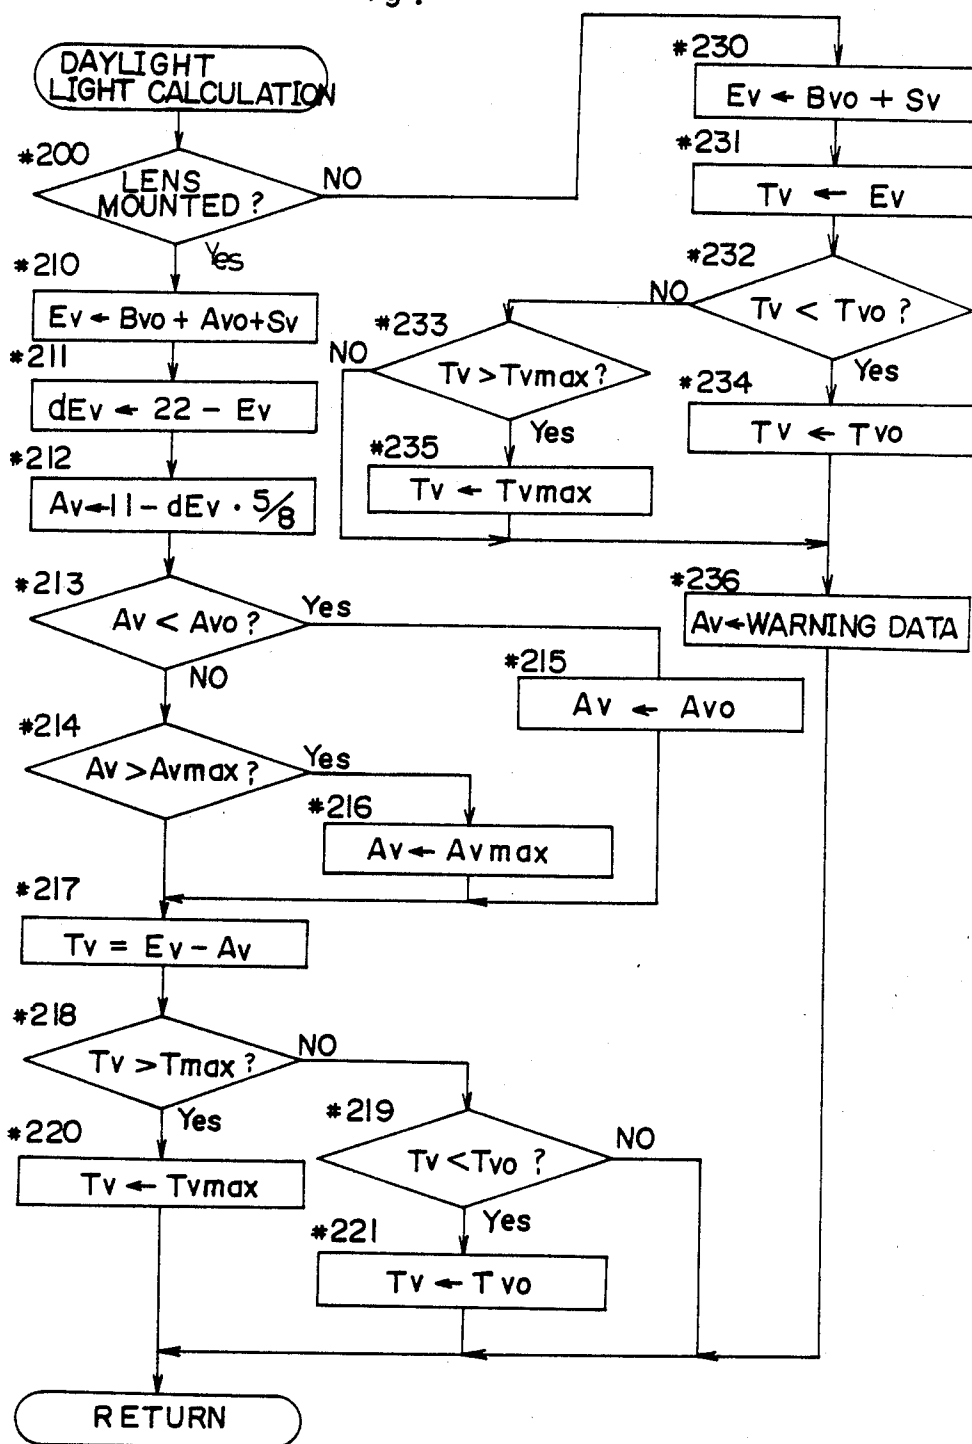 DAYLIGHT
LIGHT CALCULATION
#200
LENS
MOUNTED ?
NO
Yes
#210
Ev ← Bvo + Avo+Sv
#211
dEv ← 22 - Ev
#212
Av←11-dEv · 5/8
#213
Av < Avo ?
Yes
NO
#214
Av > Avmax ?
Yes
#215
Av ← Avo
#216
Av ← Avmax
#217
Tv = Ev - Av
#218
Tv > Tmax ?
NO
Yes
#219
Tv < Tvo ?
NO
Yes
#220
Tv ← Tvmax
#221
Tv ← Tvo
RETURN
#230
Ev ← Bvo + Sv
#231
Tv ← Ev
#232
Tv < Tvo ?
NO
Yes
#233
Tv > Tvmax ?
NO
Yes
#234
Tv ← Tvo
#235
Tv ← Tvmax
#236
Av←WARNING DATA